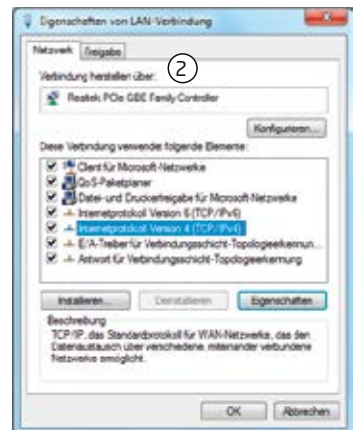 Eigenschaften von LAN-Verbindung
Netzwerk Freigabe
2
Verbindung herstellen über:
Realtek PCIe GBE Family Controller
Konfigurieren...
Diese Verbindung verwendet folgende Elemente:
Client für Microsoft-Netzwerke
QoS-Paketplaner
Datei- und Druckerfreigabe für Microsoft-Netzwerke
Internetprotokoll Version 6 (TCP/IPv6)
Internetprotokoll Version 4 (TCP/IPv4)
E/A-Treiber für Verbindungsschicht-Topologieerkennun...
Antwort für Verbindungsschicht-Topologieerkennung
Installieren... Deinstallieren Eigenschaften
Beschreibung
TCP/IP, das Standardprotokoll für WAN-Netzwerke, das den
Datenaustausch über verschiedene, miteinander verbundene
Netzwerke ermöglicht.
OK Abbrechen